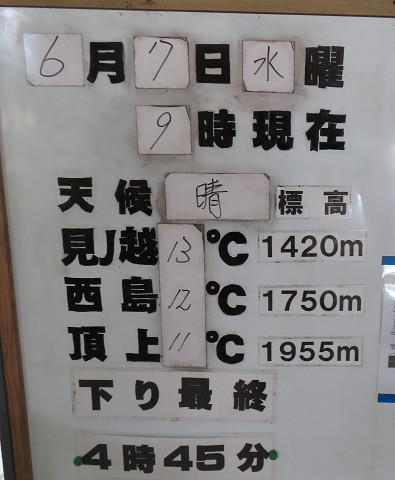 6月17日水曜
9時現在
天候 晴 標高
見ノ越 13℃ 1420m
西島 12℃ 1750m
頂上 11℃ 1955m
下り最終
4時45分